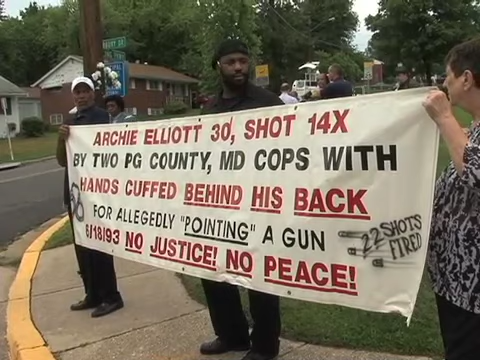 ARCHIE ELLIOTT 30', SHOT 14X
BY TWO PG COUNTY, MD COPS WITH
HANDS CUFFED BEHIND HIS BACK
FOR ALLEGEDLY "POINTING" A GUN
6/18/93 NO JUSTICE! NO PEACE!
22 SHOTS
FIRED